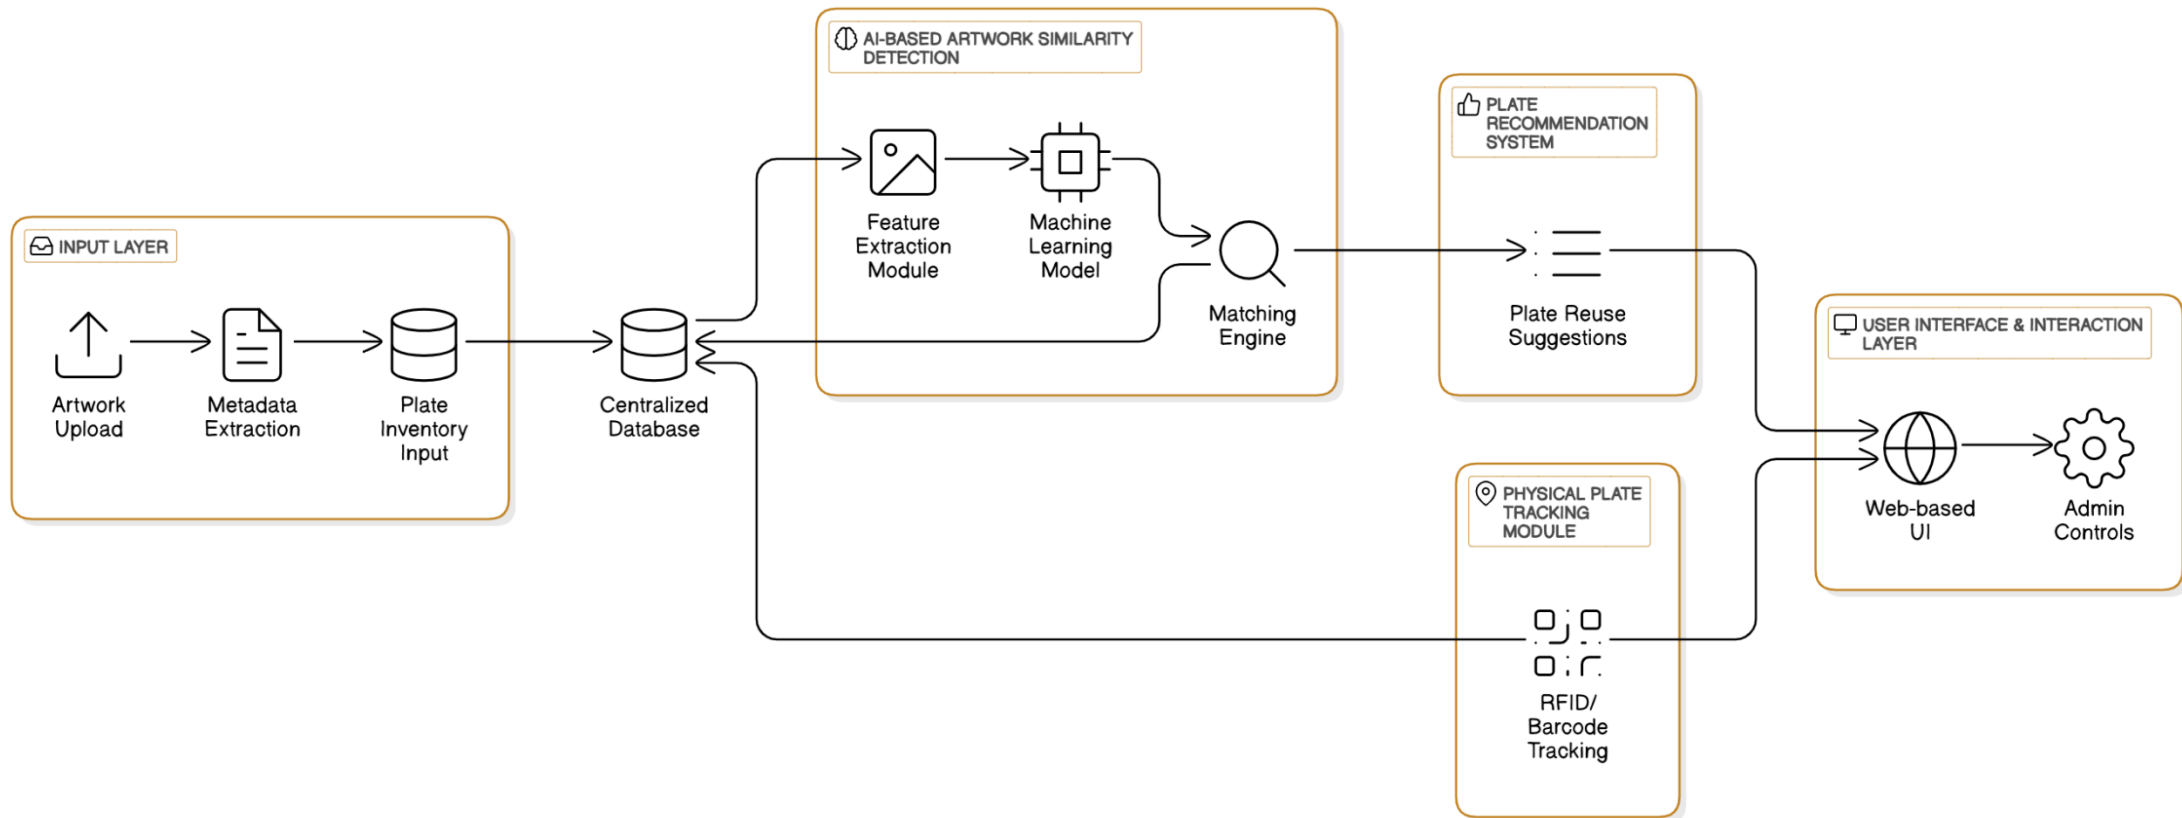 AI-BASED ARTWORK SIMILARITY
DETECTION
Feature
Extraction
Module
Machine
Learning
Model
Matching
Engine
PLATE
RECOMMENDATION
SYSTEM
Plate Reuse
Suggestions
INPUT LAYER
Artwork
Upload
Metadata
Extraction
Plate
Inventory
Input
Centralized
Database
USER INTERFACE & INTERACTION
LAYER
Web-based
UI
Admin
Controls
PHYSICAL PLATE
TRACKING
MODULE
RFID/
Barcode
Tracking